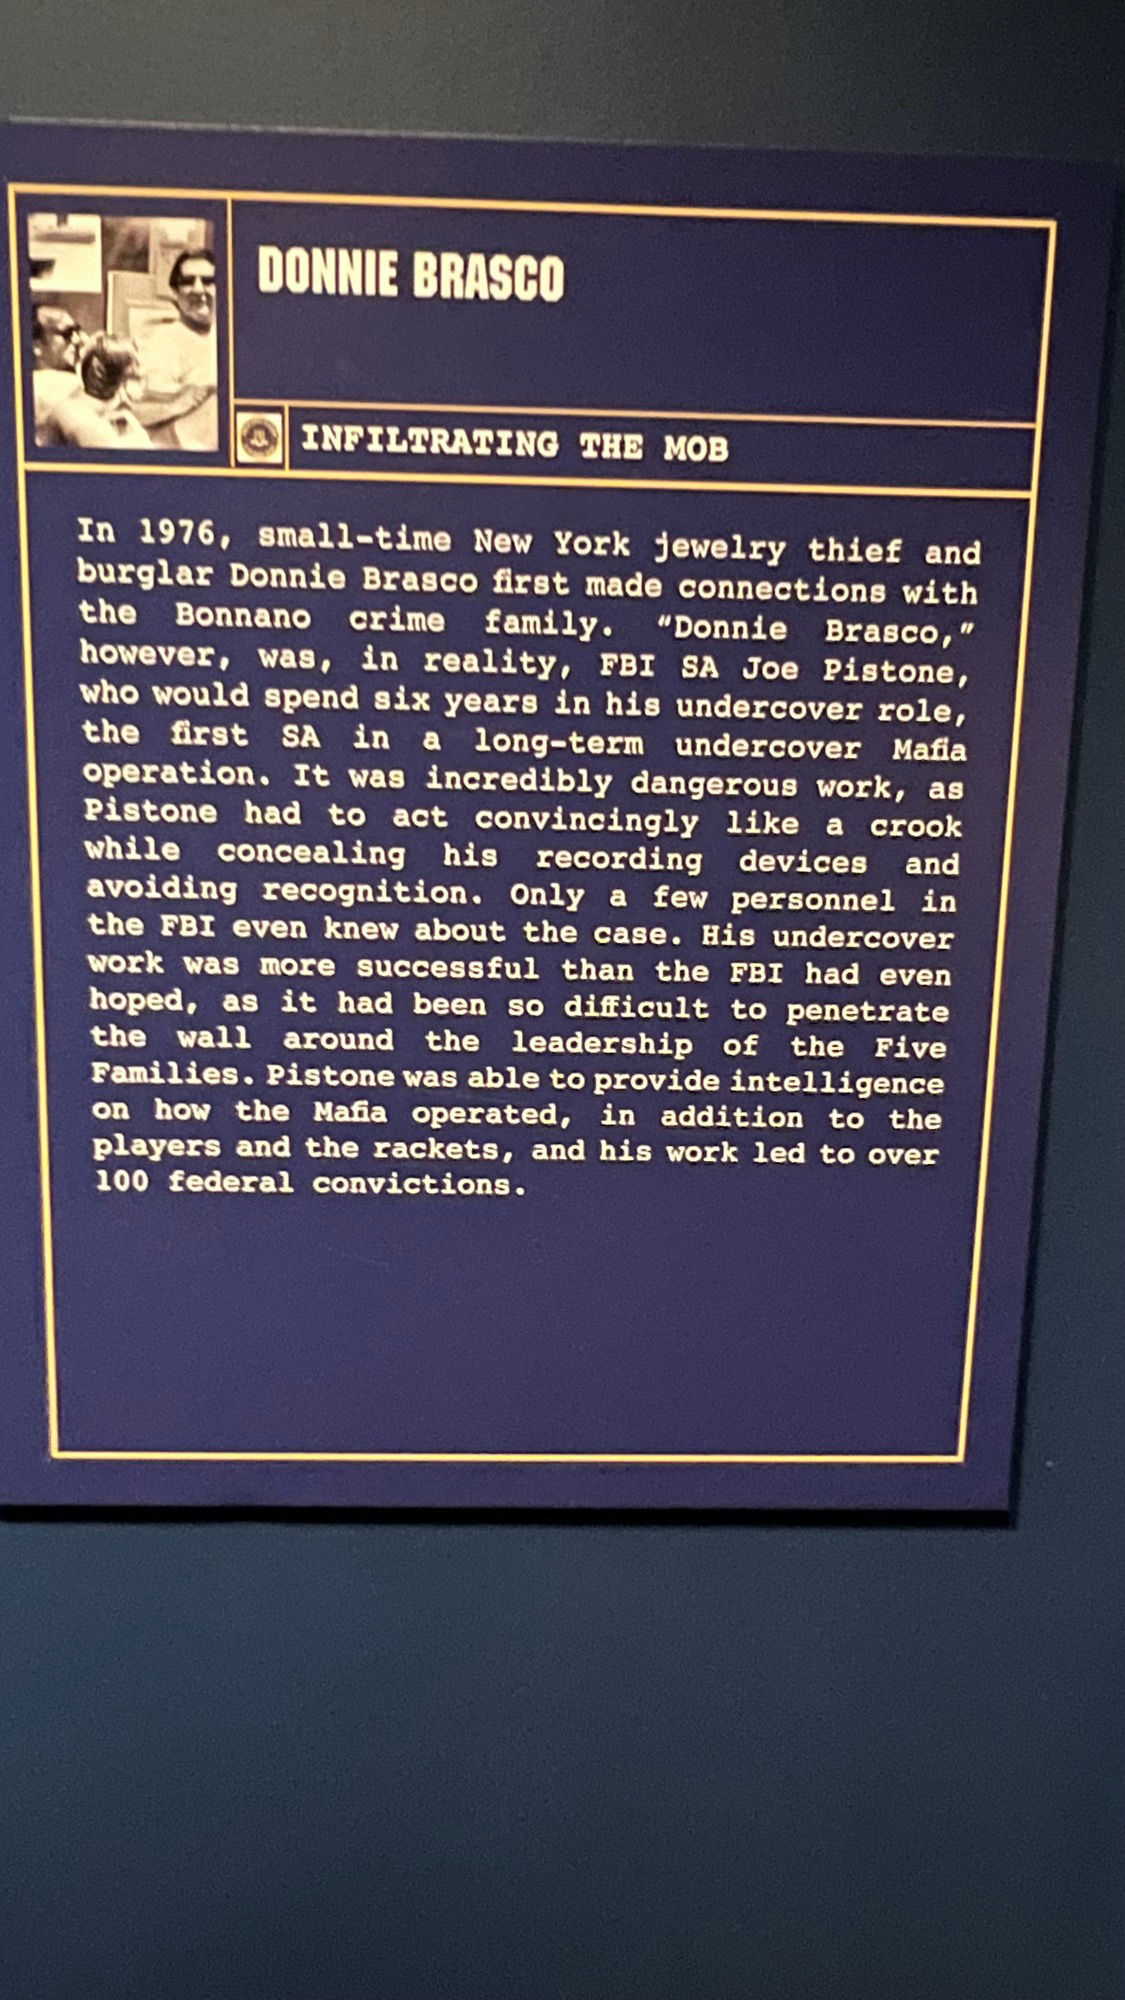 DONNIE BRASCO
INFILTRATING THE MOB
In 1976, small-time New York jewelry thief and
burglar Donnie Brasco first made connections with
the Bonnano crime family. "Donnie Brasco,"
however, was, in reality, FBI SA Joe Pistone,
who would spend six years in his undercover role,
the first SA in a long-term undercover Mafia
operation. It was incredibly dangerous work, as
Pistone had to act convincingly like a crook
while concealing his recording devices and
avoiding recognition. Only a few personnel in
the FBI even knew about the case. His undercover
work was more successful than the FBI had even
hoped, as it had been so difficult to penetrate
the wall around the leadership of the Five
Families. Pistone was able to provide intelligence
on how the Mafia operated, in addition to the
players and the rackets, and his work led to over
100 federal convictions.